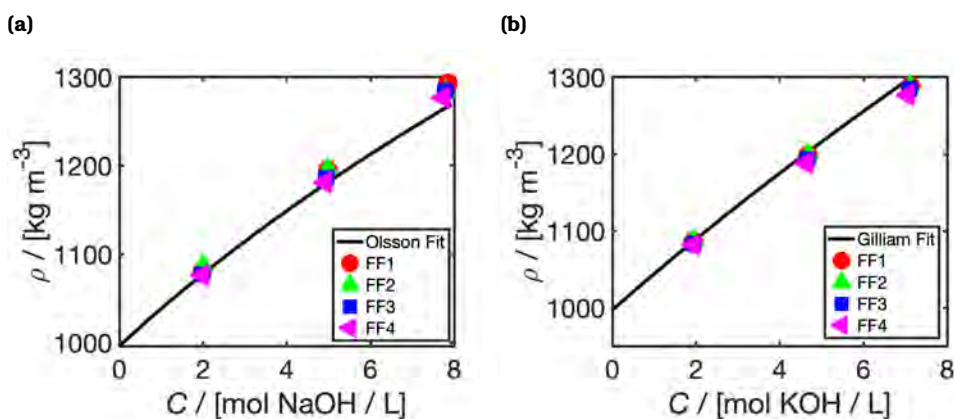 (a)
1300
1200
1100
1000
ρ / [kg m⁻³]
Olsson Fit
FF1
FF2
FF3
FF4
0 2 4 6 8
C / [mol NaOH / L]
(b)
1300
1200
1100
1000
ρ / [kg m⁻³]
Gilliam Fit
FF1
FF2
FF3
FF4
0 2 4 6 8
C / [mol KOH / L]